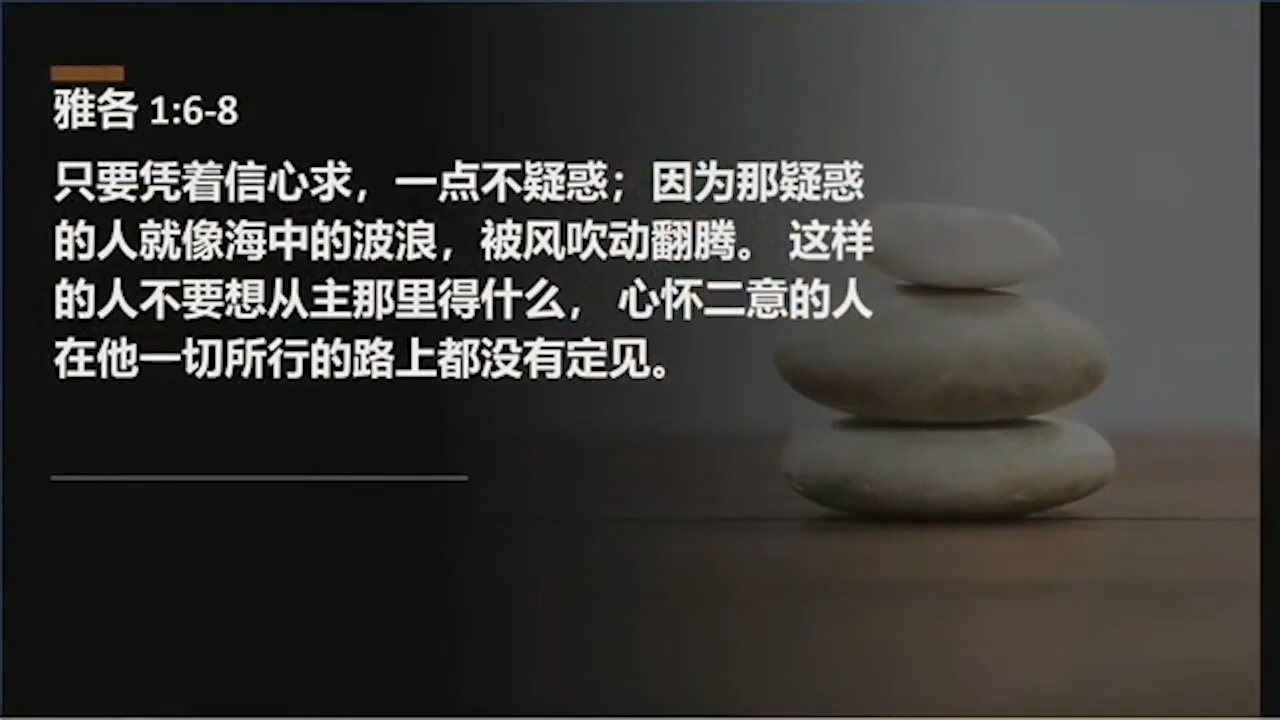 雅各 1:6-8
只要凭着信心求，一点不疑惑；因为那疑惑
的人就像海中的波浪，被风吹动翻腾。 这样
的人不要想从主那里得什么， 心怀二意的人
在他一切所行的路上都没有定见。